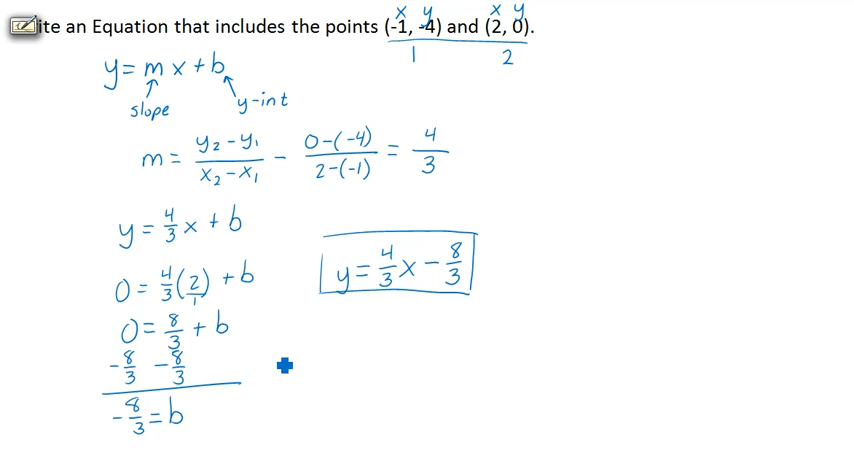 ite an Equation that includes the points (-1, -4) and (2, 0).
x y x y
1 2
y = mx + b
slope y-int
m = y₂ - y₁ / x₂ - x₁ - 0-(-4) / 2-(-1) = 4/3
y = 4/3 x + b
0 = 4/3 (2/1) + b
0 = 8/3 + b
-8/3 -8/3
-8/3 = b
y = 4/3 x - 8/3